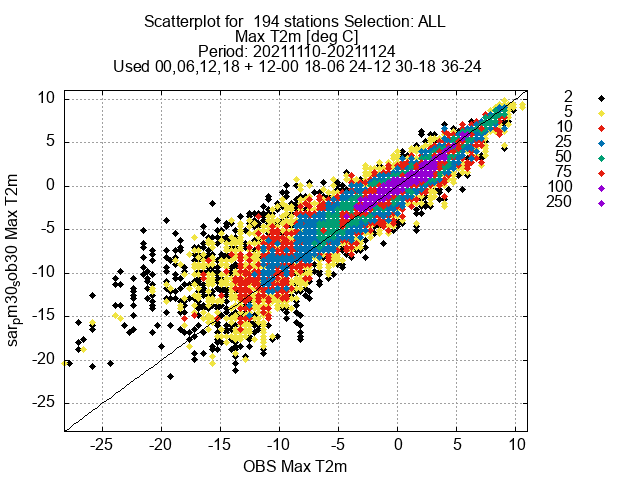 Scatterplot for  194 stations Selection: ALL
Max T2m [deg C]
Period: 20211110-20211124
Used 00,06,12,18 + 12-00 18-06 24-12 30-18 36-24
2
5
10
25
50
75
100
250
10
5
0
-5
-10
-15
-20
-25
sarpm30sob30 Max T2m
-25 -20 -15 -10 -5 0 5 10
OBS Max T2m